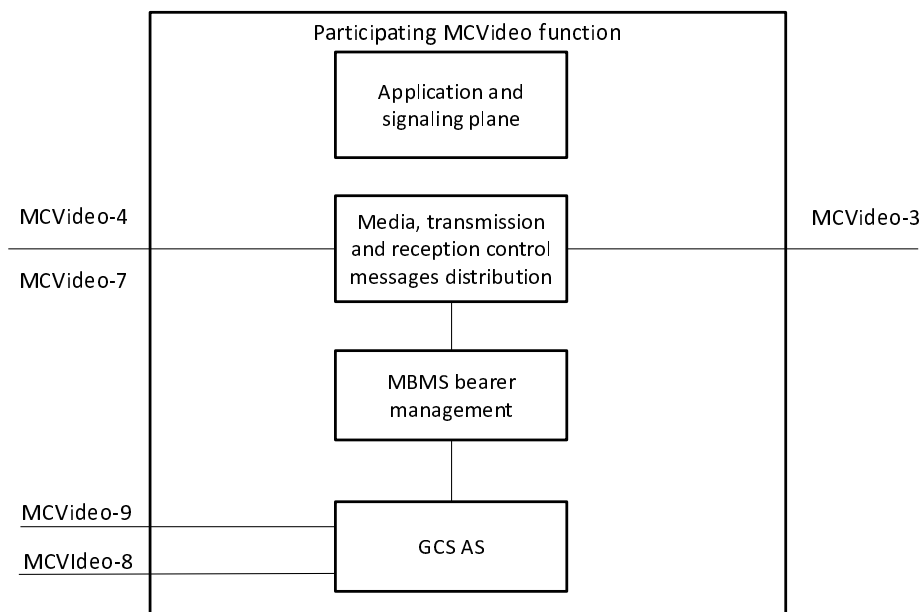 Participating MCVideo function
Application and
signaling plane
MCVideo-4
Media, transmission
and reception control
messages distribution
MCVideo-3
MCVideo-7
MBMS bearer
management
MCVideo-9
GCS AS
MCVIdeo-8